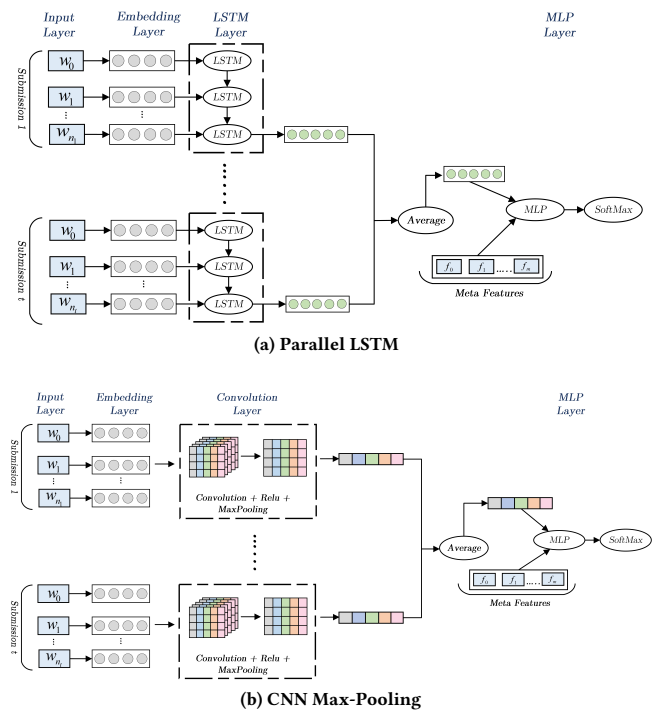 Input Layer
Embedding Layer
LSTM Layer
MLP Layer
Submission 1
w0
LSTM
w1
LSTM
⋮
⋮
wn1
LSTM
Average
MLP
SoftMax
Submission t
w0
LSTM
w1
LSTM
⋮
⋮
wnt
LSTM
f0 f1 ..... fm
Meta Features
(a) Parallel LSTM
Input Layer
Embedding Layer
Convolution Layer
MLP Layer
Submission 1
w0
w1
⋮
⋮
wn1
Convolution + Relu +
MaxPooling
Average
MLP
SoftMax
f0 f1 ..... fm
Meta Features
Submission t
w0
w1
⋮
⋮
wnt
Convolution + Relu +
MaxPooling
(b) CNN Max-Pooling